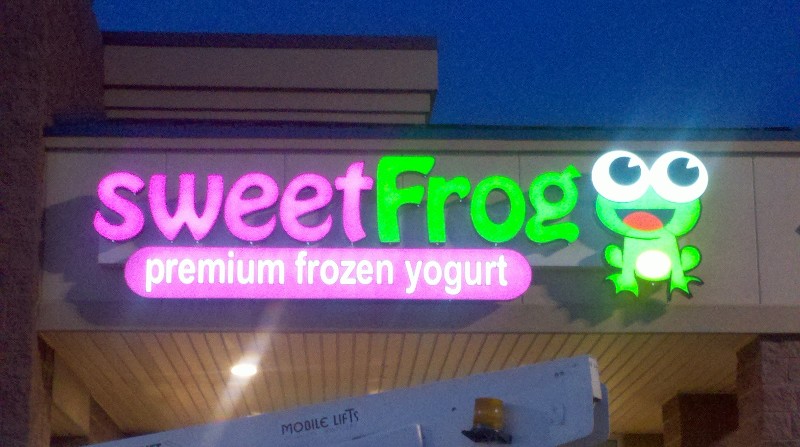 sweetFrog
premium frozen yogurt
MOBILE LIFTS